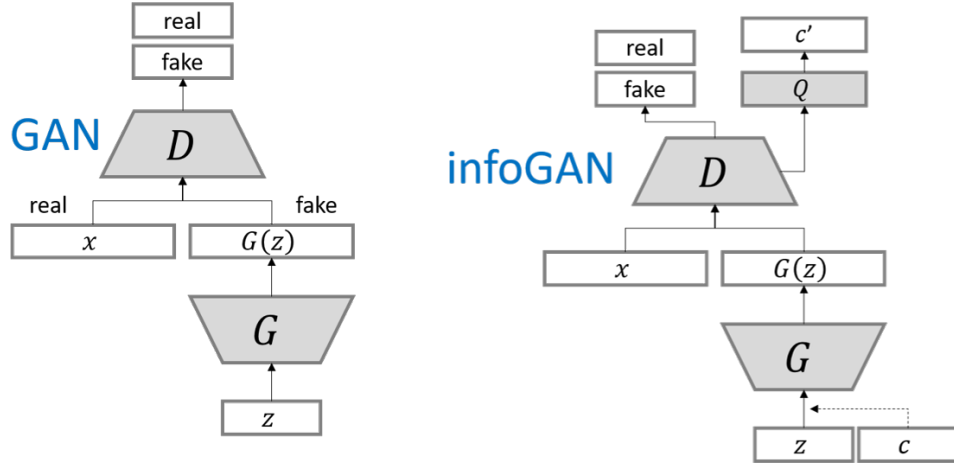 real
fake
GAN
D
real
fake
x
G(z)
G
z
real
fake
c'
Q
infoGAN
D
x
G(z)
G
z
c